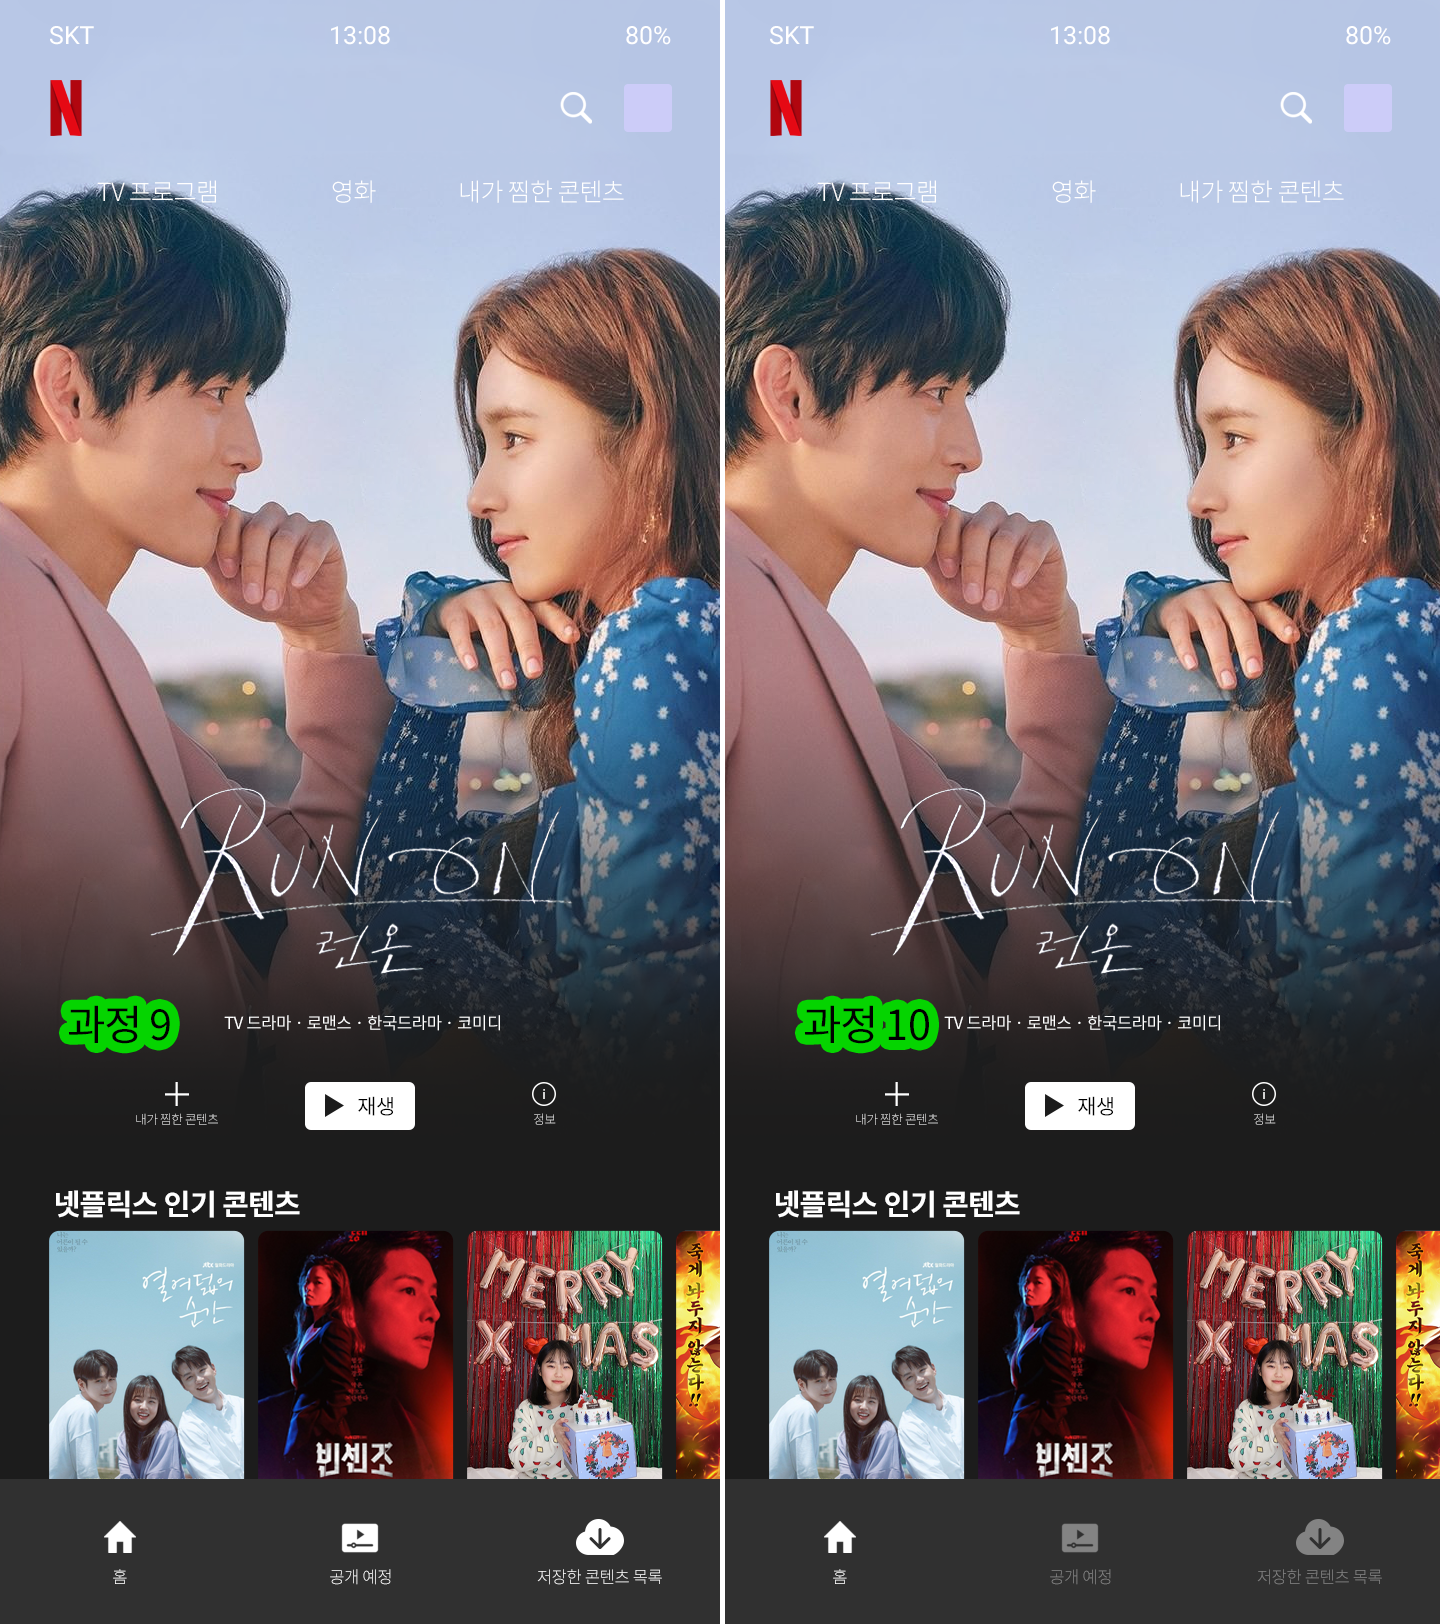 SKT 13:08 80%
N
TV 프로그램 영화 내가 찜한 콘텐츠
RUN ON
런 온
과정 9
TV 드라마 · 로맨스 · 한국드라마 · 코미디
내가 찜한 콘텐츠
재생
정보
넷플릭스 인기 콘텐츠
열여덟의
순간
빈센조
MERRY
X MAS
죽게 놔두지 않는다!!
홈
공개 예정
저장한 콘텐츠 목록
SKT 13:08 80%
N
TV 프로그램 영화 내가 찜한 콘텐츠
RUN ON
런 온
과정 10
TV 드라마 · 로맨스 · 한국드라마 · 코미디
내가 찜한 콘텐츠
재생
정보
넷플릭스 인기 콘텐츠
열여덟의
순간
빈센조
MERRY
X MAS
죽게 놔두지 않는다!!
홈
공개 예정
저장한 콘텐츠 목록